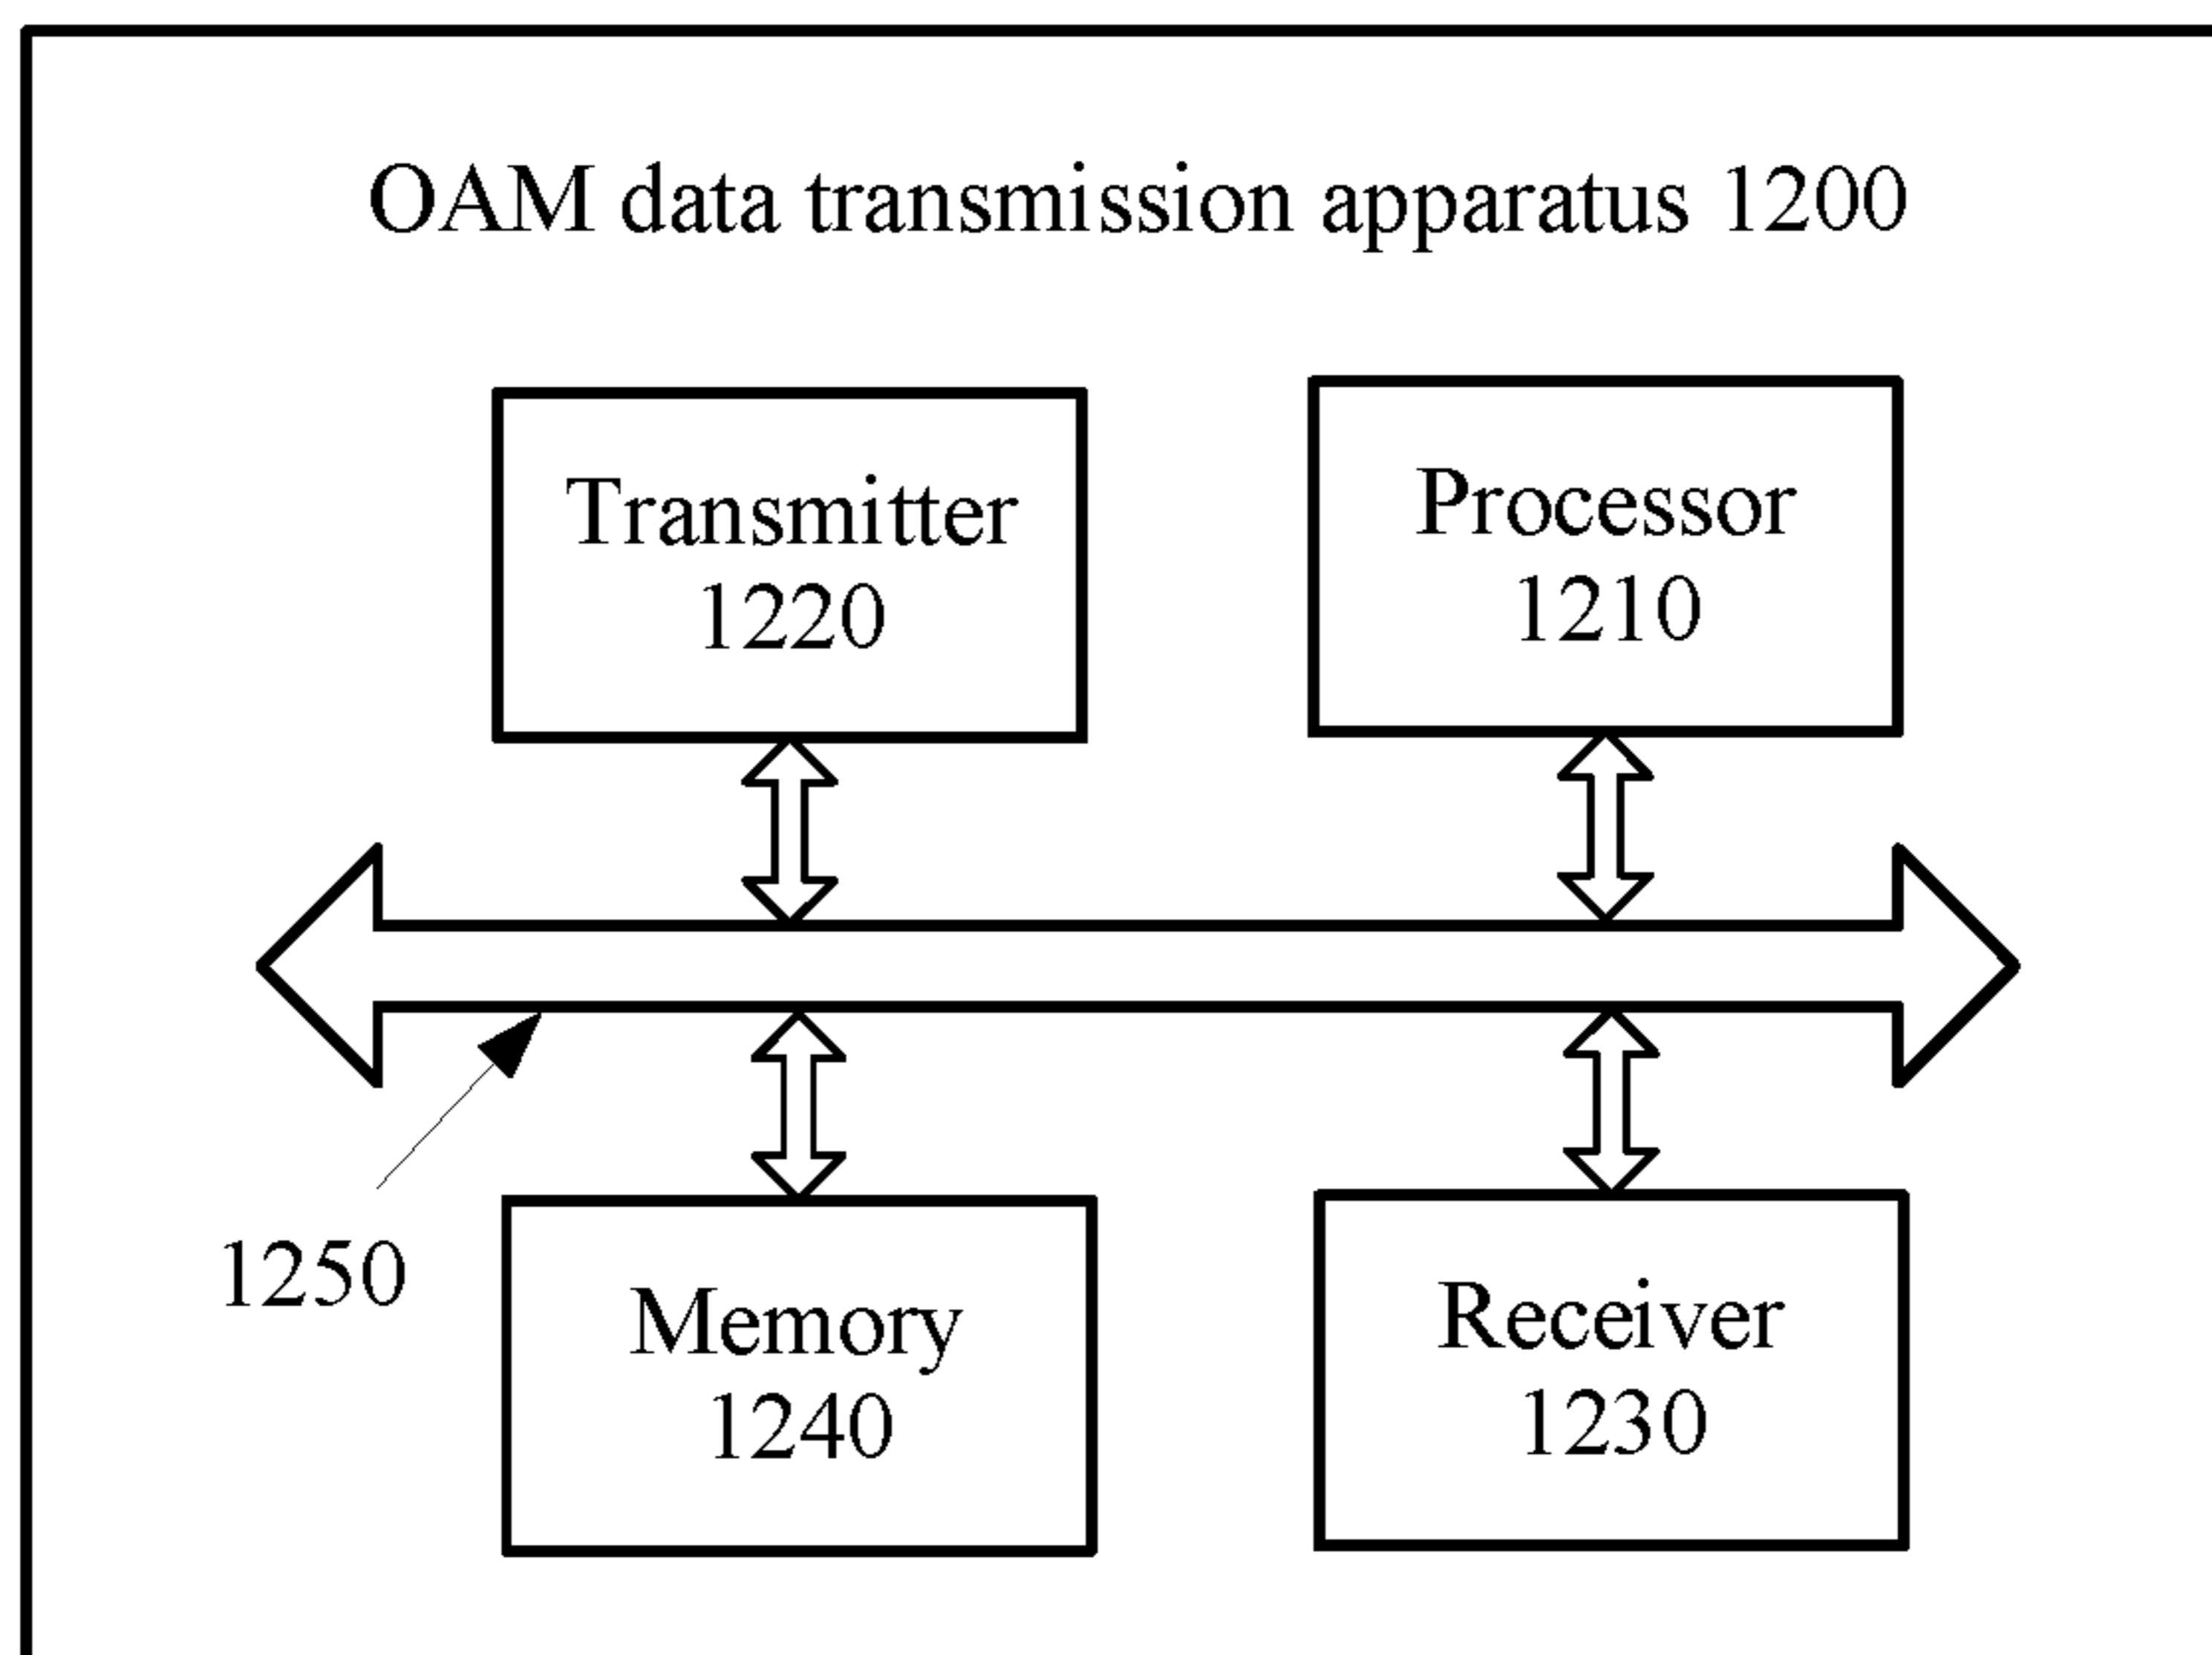 OAM data transmission apparatus 1200
Transmitter
1220
Processor
1210
1250
Memory
1240
Receiver
1230